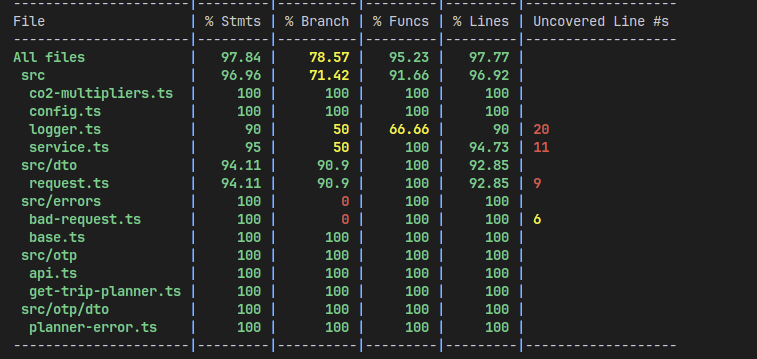 -----------------------|---------|----------|---------|---------|-------------------
File                   | % Stmts | % Branch | % Funcs | % Lines | Uncovered Line #s
-----------------------|---------|----------|---------|---------|-------------------
All files              |   97.84 |    78.57 |   95.23 |   97.77 |
 src                   |   96.96 |    71.42 |   91.66 |   96.92 |
  co2-multipliers.ts   |     100 |      100 |     100 |     100 |
  config.ts            |     100 |      100 |     100 |     100 |
  logger.ts            |      90 |       50 |   66.66 |      90 | 20
  service.ts           |      95 |       50 |     100 |   94.73 | 11
 src/dto               |   94.11 |     90.9 |     100 |   92.85 |
  request.ts           |   94.11 |     90.9 |     100 |   92.85 | 9
 src/errors            |     100 |        0 |     100 |     100 |
  bad-request.ts       |     100 |        0 |     100 |     100 | 6
  base.ts              |     100 |      100 |     100 |     100 |
 src/otp               |     100 |      100 |     100 |     100 |
  api.ts               |     100 |      100 |     100 |     100 |
  get-trip-planner.ts  |     100 |      100 |     100 |     100 |
 src/otp/dto           |     100 |      100 |     100 |     100 |
  planner-error.ts     |     100 |      100 |     100 |     100 |
-----------------------|---------|----------|---------|---------|-------------------